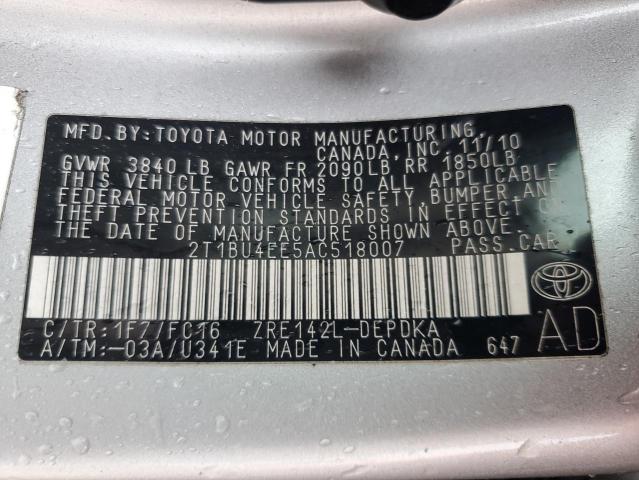 MFD. BY: TOYOTA MOTOR MANUFACTURING
CANADA, INC. 11/10
GVWR 3840 LB GAWR FR 2090LB, RR 1850LB
THIS VEHICLE CONFORMS TO ALL APPLICABLE
FEDERAL MOTOR VEHICLE SAFETY, BUMPER AND
THEFT PREVENTION STANDARDS IN EFFECT ON
THE DATE OF MANUFACTURE SHOWN ABOVE.
2T1BU4EE5AC518007 PASS. CAR
C/TR: 1F7/FC16 ZRE142L-DEPDKA
A/TM: -03A/U341E MADE IN CANADA 647
AD